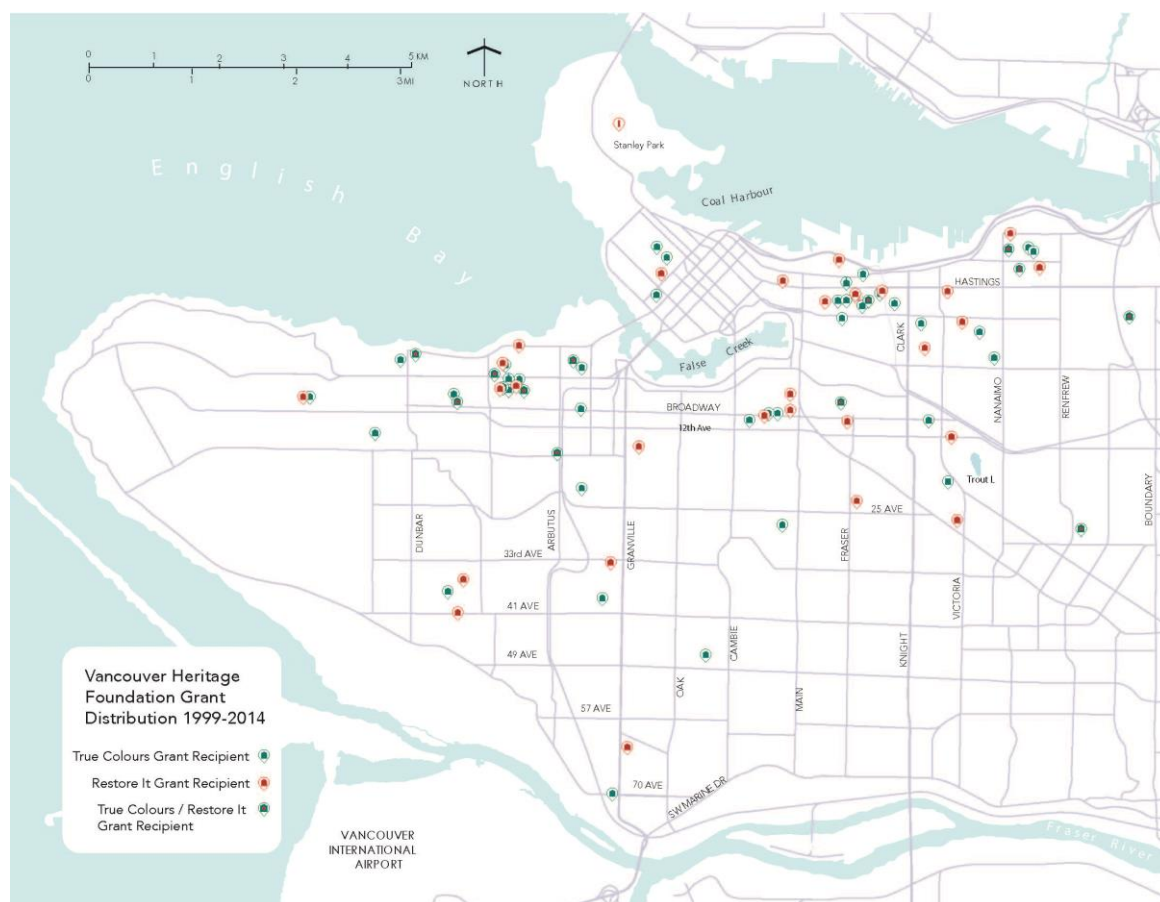 0 1 2 3 4 5 KM
0 1 2 3 MI
NORTH
Stanley Park
English Bay
Coal Harbour
HASTINGS
CLARK
False Creek
NANAIMO
RENFREW
BROADWAY
12th Ave
Trout L
BOUNDARY
25 AVE
DUNBAR
ARBUTUS
GRANVILLE
FRASER
33rd AVE
VICTORIA
41 AVE
CAMBIE
KNIGHT
49 AVE
OAK
MAIN
57 AVE
70 AVE
SW MARINE DR
Vancouver Heritage
Foundation Grant
Distribution 1999-2014
True Colours Grant Recipient
Restore It Grant Recipient
True Colours / Restore It
Grant Recipient
VANCOUVER
INTERNATIONAL
AIRPORT
Fraser River